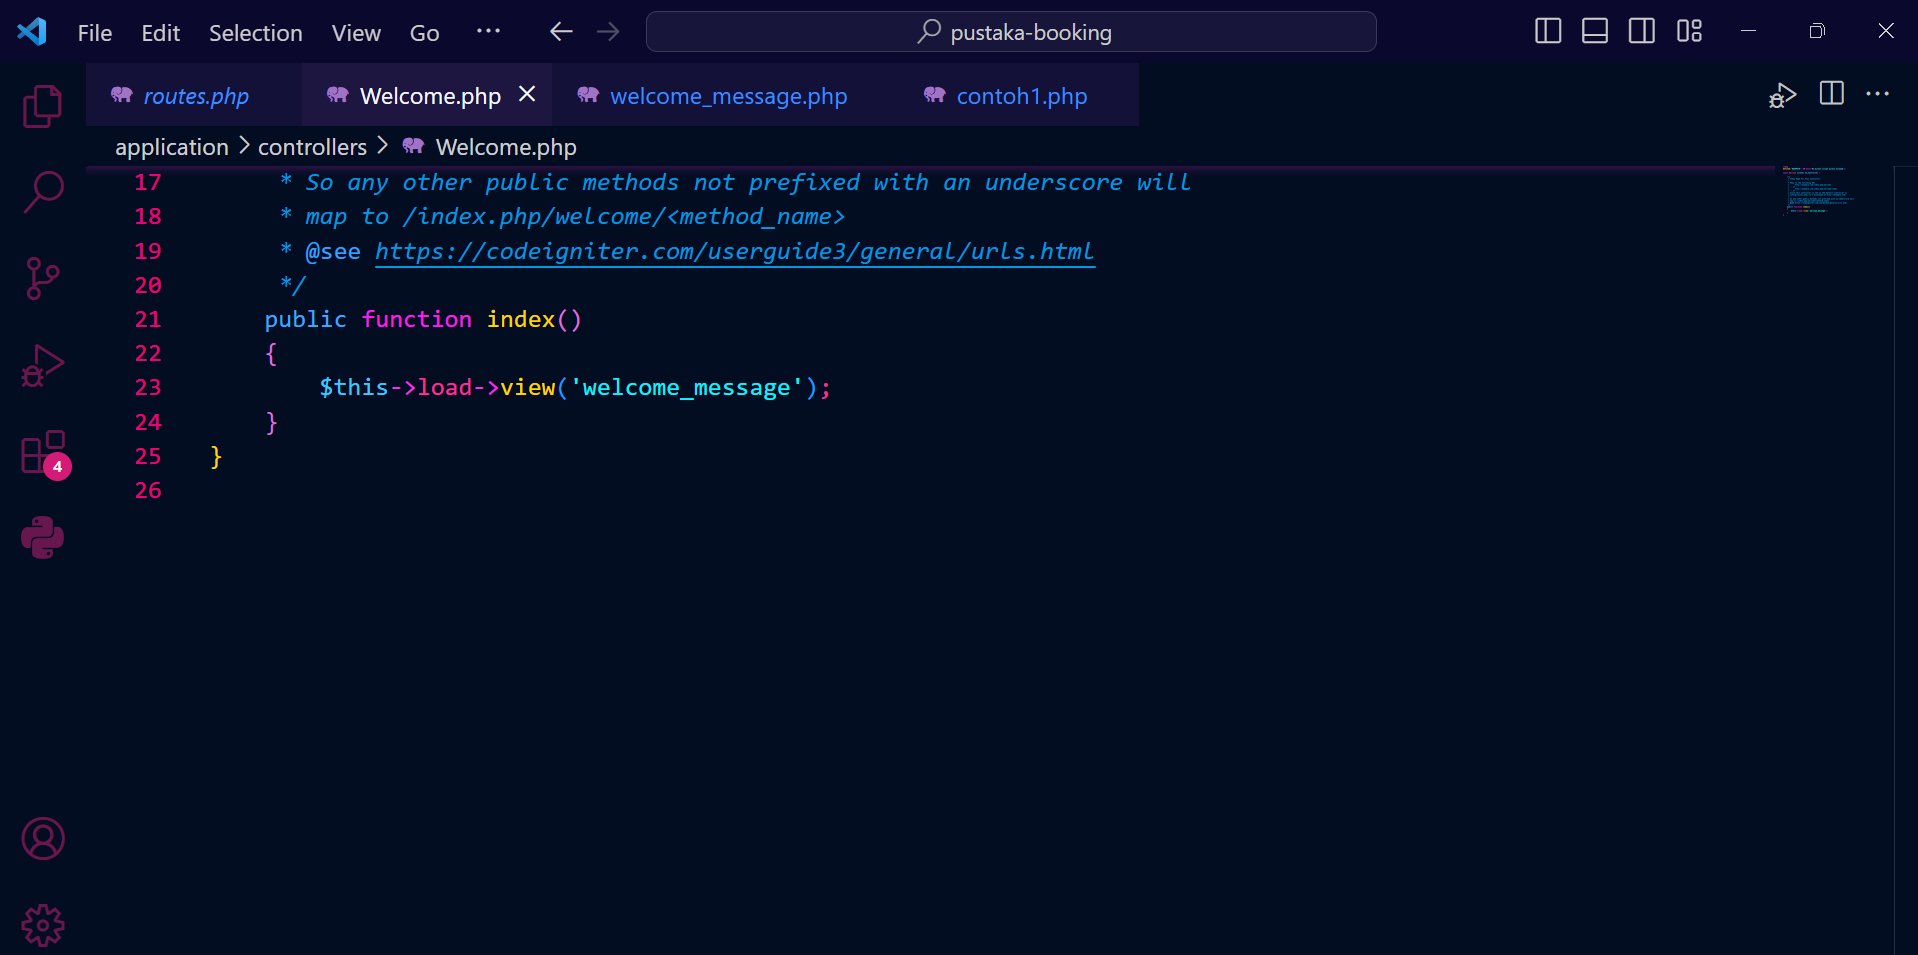 File Edit Selection View Go ··· pustaka-booking
routes.php Welcome.php welcome_message.php contoh1.php
application > controllers > Welcome.php
17 * So any other public methods not prefixed with an underscore will
18 * map to /index.php/welcome/<method_name>
19 * @see https://codeigniter.com/userguide3/general/urls.html
20 */
21 public function index()
22 {
23 $this->load->view('welcome_message');
24 }
25 }
26
4